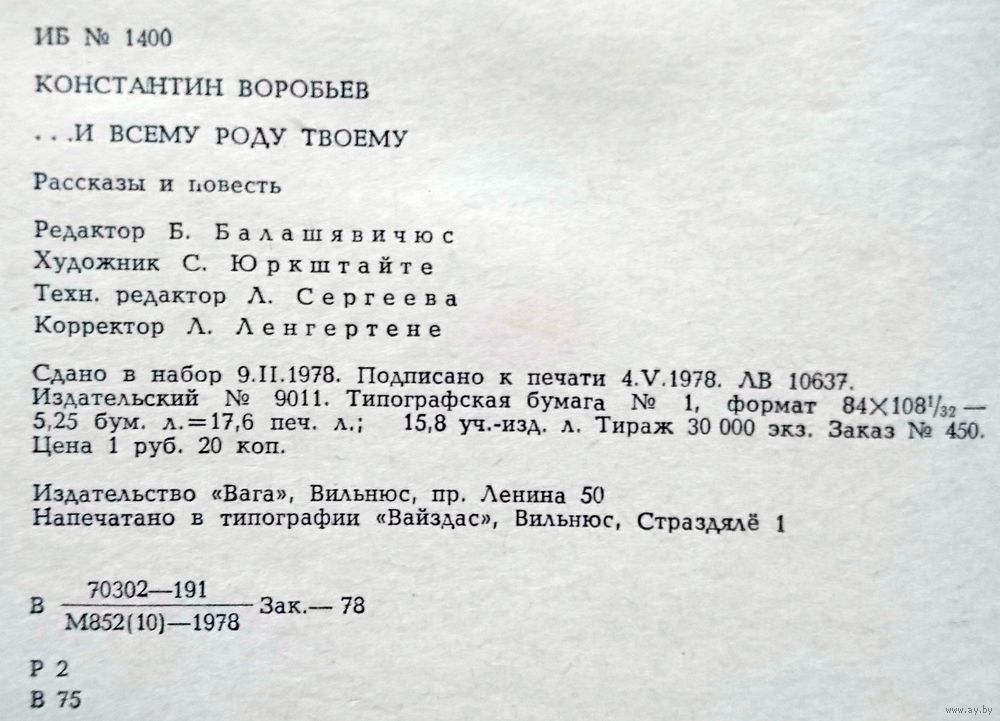 ИБ № 1400
КОНСТАНТИН ВОРОБЬЕВ
...И ВСЕМУ РОДУ ТВОЕМУ
Рассказы и повесть
Редактор Б. Балашявичюс
Художник С. Юркштайте
Техн. редактор Л. Сергеева
Корректор Л. Ленгертене
Сдано в набор 9.II.1978. Подписано к печати 4.V.1978. ЛВ 10637.
Издательский № 9011. Типографская бумага № 1, формат 84×108¹/₃₂ —
5,25 бум. л.=17,6 печ. л.; 15,8 уч.-изд. л. Тираж 30 000 экз. Заказ № 450.
Цена 1 руб. 20 коп.
Издательство «Вага», Вильнюс, пр. Ленина 50
Напечатано в типографии «Вайздас», Вильнюс, Страздялё 1
70302—191
В Зак.— 78
М852(10)—1978
Р 2
В 75
www.ay.by